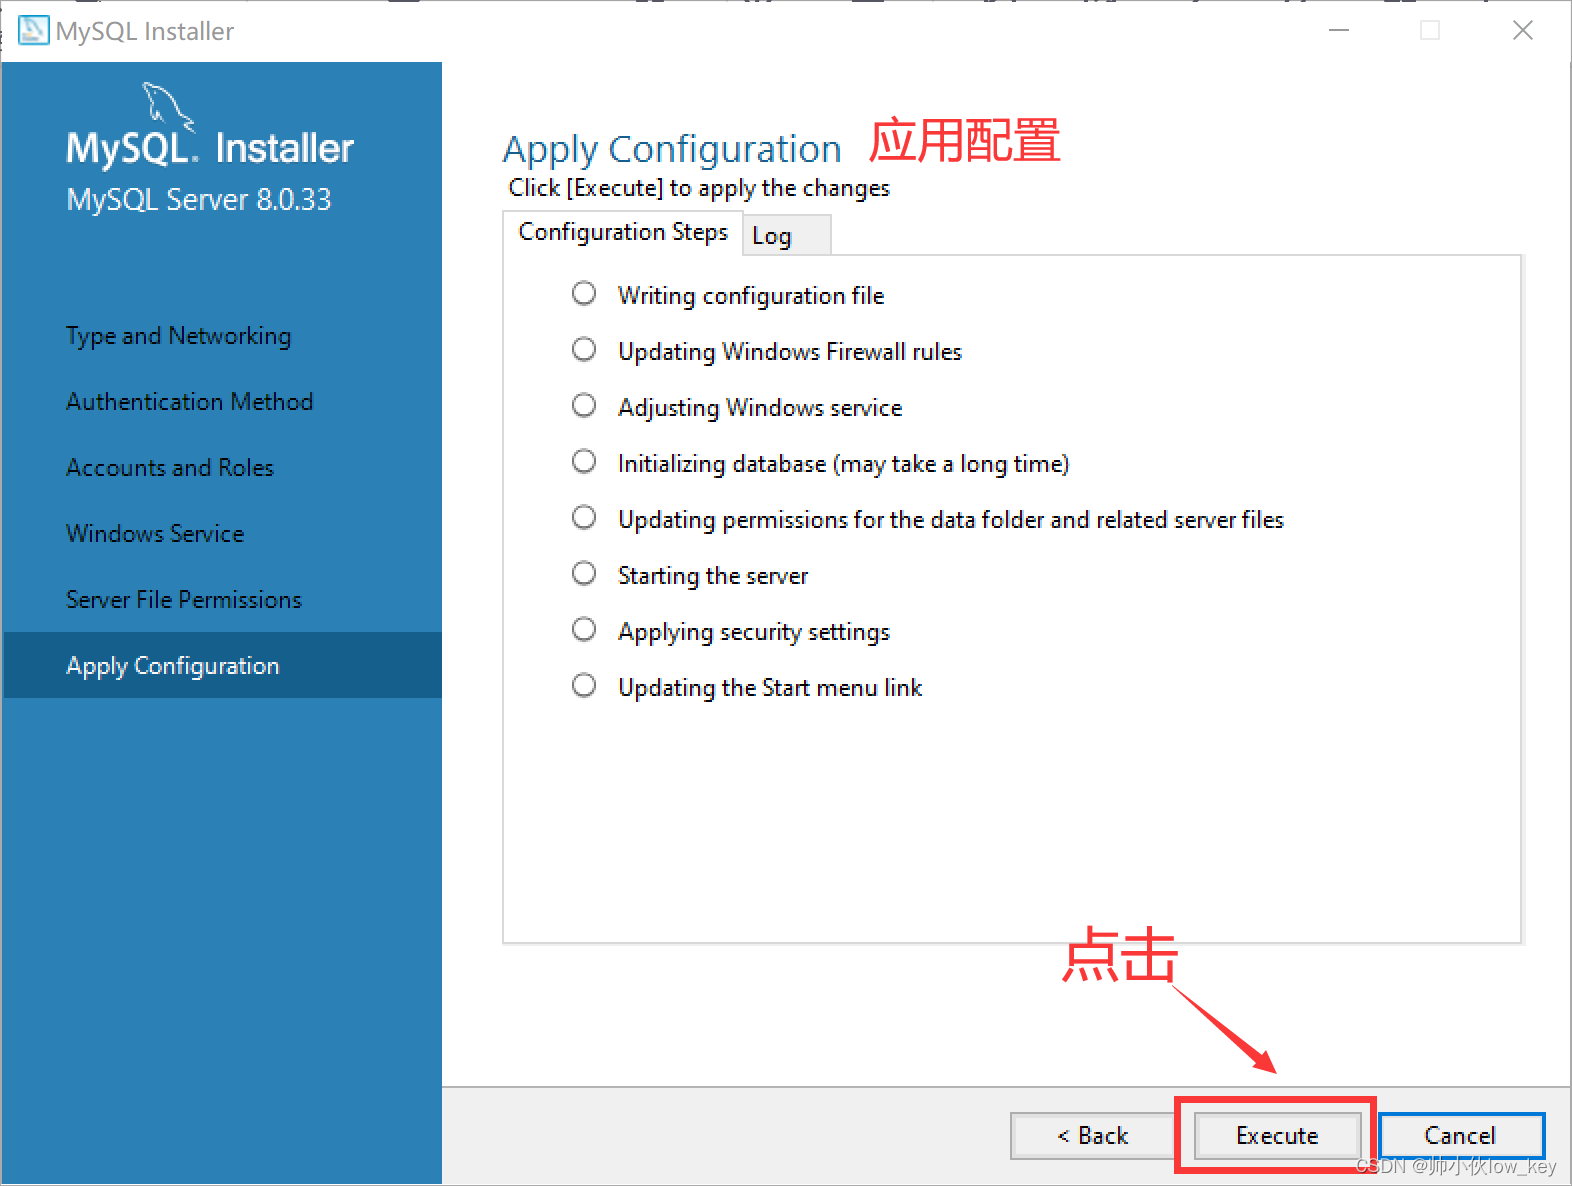 MySQL Installer
MySQL. Installer
MySQL Server 8.0.33
Type and Networking
Authentication Method
Accounts and Roles
Windows Service
Server File Permissions
Apply Configuration
Apply Configuration 应用配置
Click [Execute] to apply the changes
Configuration Steps Log
Writing configuration file
Updating Windows Firewall rules
Adjusting Windows service
Initializing database (may take a long time)
Updating permissions for the data folder and related server files
Starting the server
Applying security settings
Updating the Start menu link
点击
< Back Execute Cancel
CSDN @帅小伙low_key